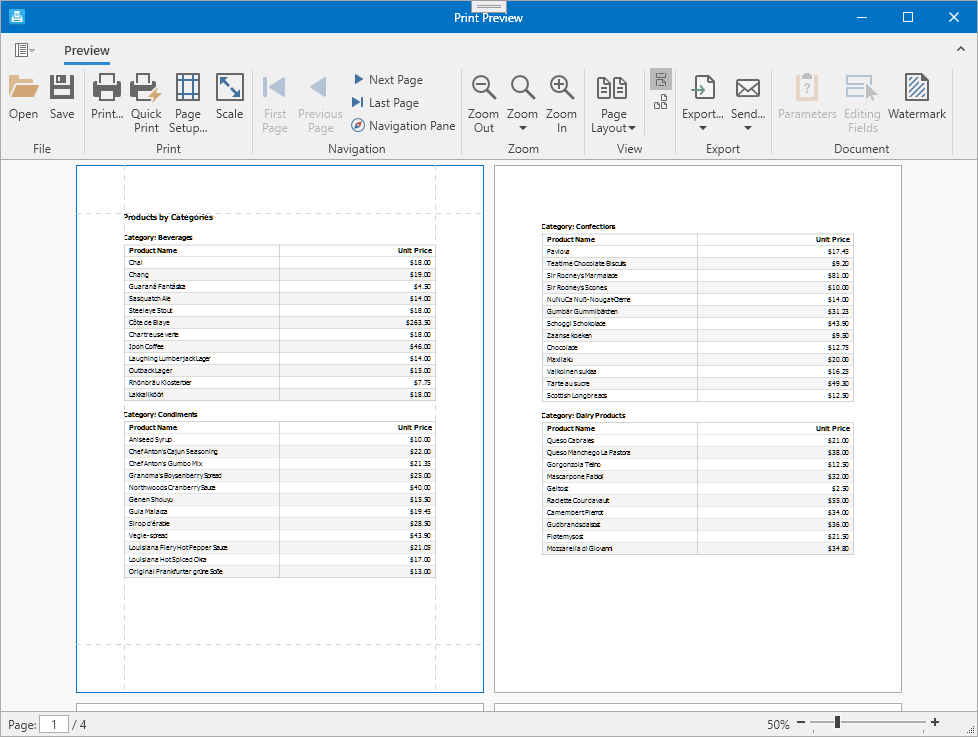 Print Preview
Preview
Open
Save
File
Print...
Quick Print
Page Setup...
Scale
Print
First Page
Previous Page
Next Page
Last Page
Navigation Pane
Navigation
Zoom Out
Zoom
Zoom In
Zoom
Page Layout
View
Export...
Send...
Export
Parameters
Editing Fields
Watermark
Document
Products by Categories
Category: Beverages
Product Name Unit Price
Chai $18.00
Chang $19.00
Guaraná Fantástica $4.50
Sasquatch Ale $14.00
Steeleye Stout $18.00
Côte de Blaye $263.50
Chartreuse verte $18.00
Ipoh Coffee $46.00
Laughing Lumberjack Lager $14.00
Outback Lager $15.00
Rhönbräu Klosterbier $7.75
Lakkalikööri $18.00
Category: Condiments
Product Name Unit Price
Aniseed Syrup $10.00
Chef Anton's Cajun Seasoning $22.00
Chef Anton's Gumbo Mix $21.35
Grandma's Boysenberry Spread $25.00
Northwoods Cranberry Sauce $40.00
Genen Shouyu $15.50
Gula Malacca $19.45
Sirop d'érable $28.50
Vegie-spread $43.90
Louisiana Fiery Hot Pepper Sauce $21.05
Louisiana Hot Spiced Okra $17.00
Original Frankfurter grüne Soße $13.00
Category: Confections
Product Name Unit Price
Pavlova $17.45
Teatime Chocolate Biscuits $9.20
Sir Rodney's Marmalade $81.00
Sir Rodney's Scones $10.00
NuNuCa Nuß-Nougat-Creme $14.00
Gumbär Gummibärchen $31.23
Schoggi Schokolade $43.90
Zaanse koeken $9.50
Chocolade $12.75
Maxilaku $20.00
Valkoinen suklaa $16.25
Tarte au sucre $49.30
Scottish Longbreads $12.50
Category: Dairy Products
Product Name Unit Price
Queso Cabrales $21.00
Queso Manchego La Pastora $38.00
Gorgonzola Telino $12.50
Mascarpone Fabioli $32.00
Geitost $2.50
Raclette Courdavault $55.00
Camembert Pierrot $34.00
Gudbrandsdalsost $36.00
Fløtemysost $21.50
Mozzarella di Giovanni $34.80
Page: 1 / 4
50%